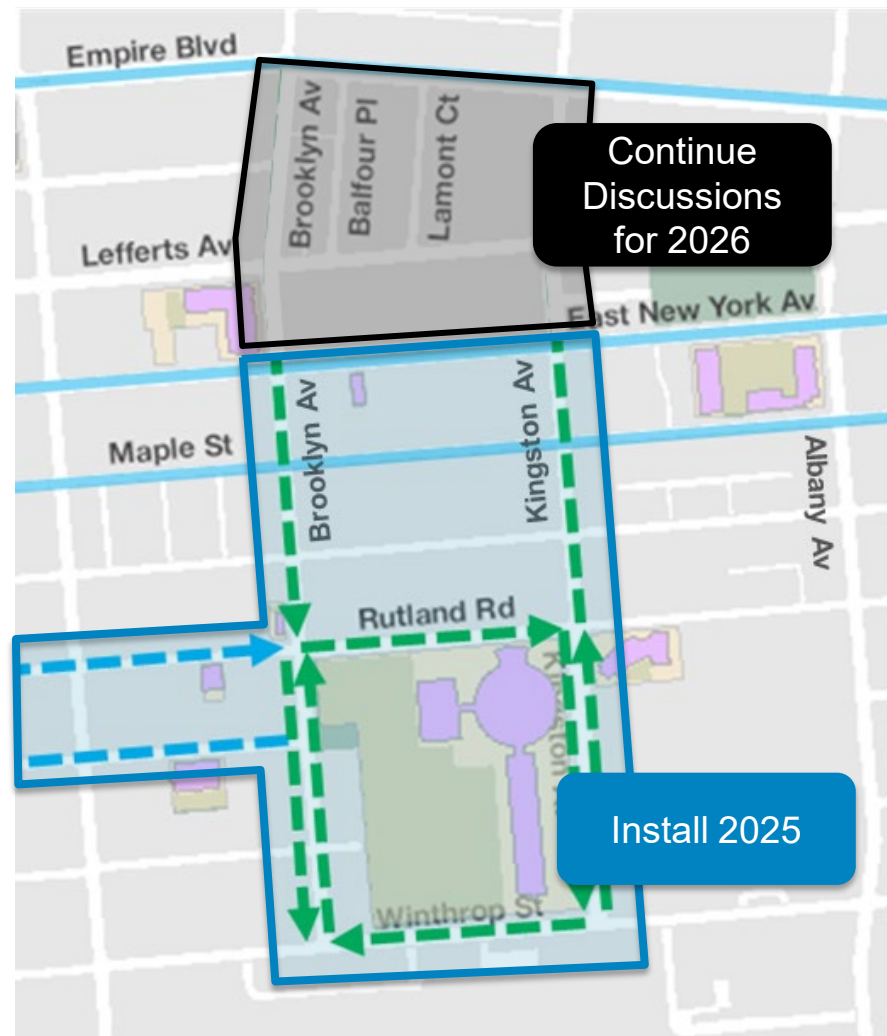 Empire Blvd
Brooklyn Av
Balfour Pl
Lamont Ct
Continue
Discussions
for 2026
Lefferts Av
East New York Av
Brooklyn Av
Kingston Av
Maple St
Albany Av
Rutland Rd
Kingston
Install 2025
Winthrop St